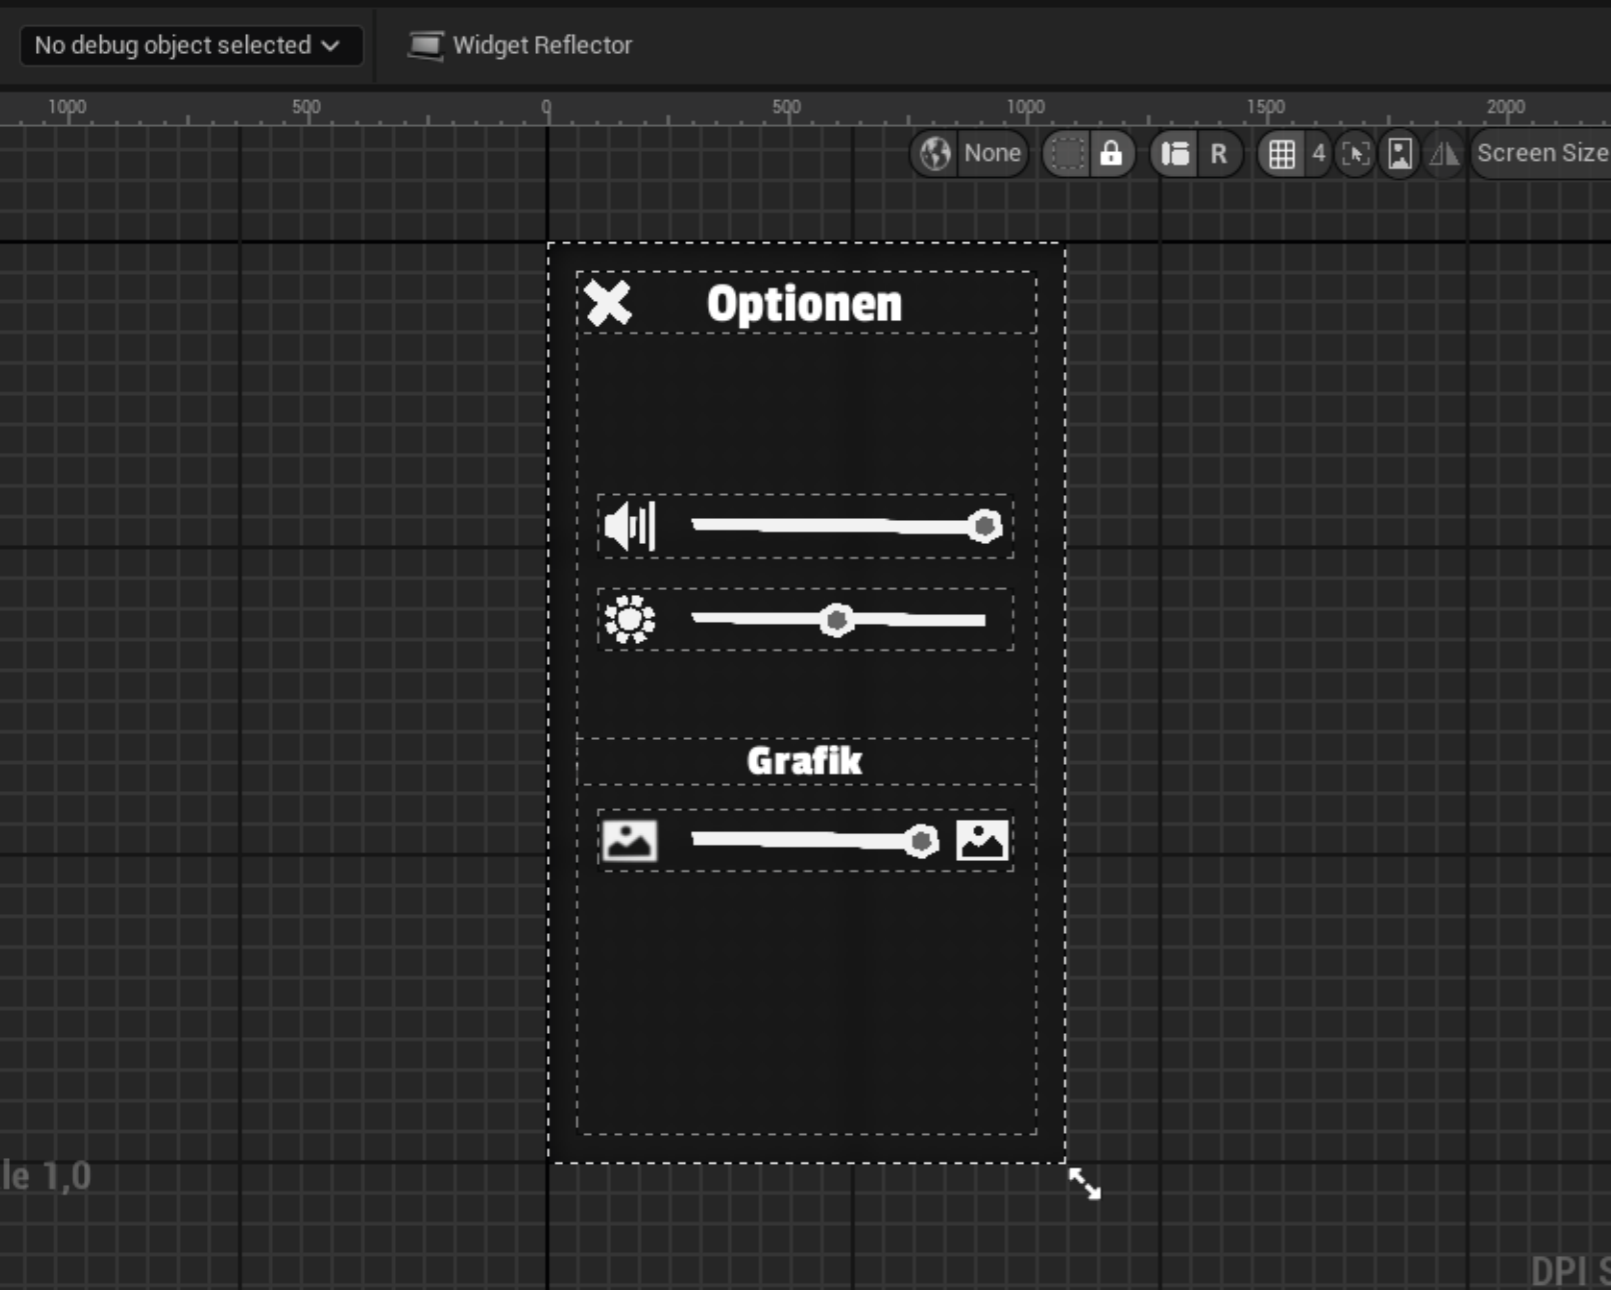 No debug object selected
Widget Reflector
1000 500 0 500 1000 1500 2000
None R 4 Screen Size
Optionen
Grafik
le 1,0
DPI S